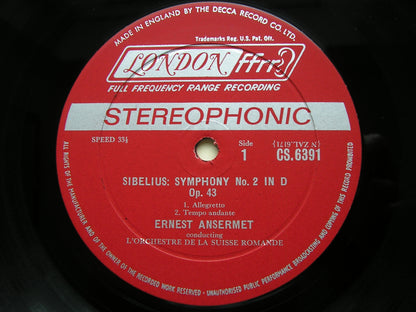 MADE IN ENGLAND BY THE DECCA RECORD CO. LTD.
Trademarks Reg. U.S. Pat. Off.
LONDON ffrr
FULL FREQUENCY RANGE RECORDING
STEREOPHONIC
SPEED 33⅓
Side
1
CS.6391
SIBELIUS: SYMPHONY No. 2 IN D
Op. 43
1. Allegretto
2. Tempo andante
ERNEST ANSERMET
conducting
L'ORCHESTRE DE LA SUISSE ROMANDE
ALL RIGHTS OF THE MANUFACTURER AND OF THE OWNER OF THE RECORDED WORK RESERVED · UNAUTHORISED PUBLIC PERFORMANCE, BROADCASTING AND COPYING OF THIS RECORD PROHIBITED